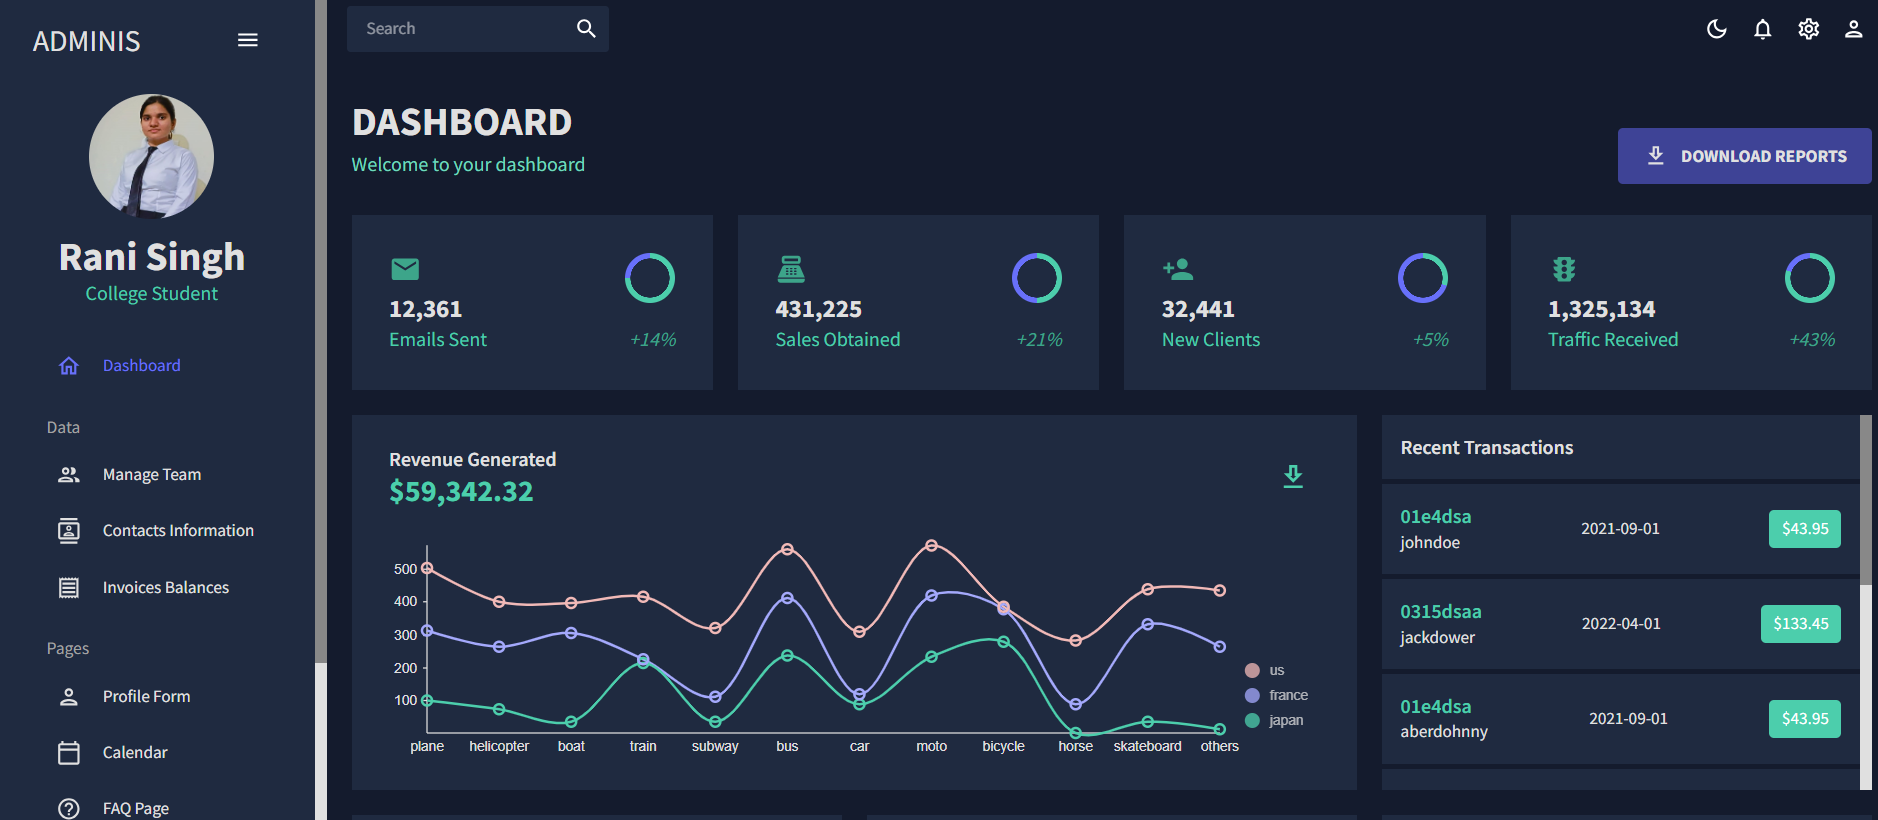 ADMINIS
Rani Singh
College Student
Dashboard
Data
Manage Team
Contacts Information
Invoices Balances
Pages
Profile Form
Calendar
FAQ Page
Search
DASHBOARD
Welcome to your dashboard
DOWNLOAD REPORTS
12,361
Emails Sent +14%
431,225
Sales Obtained +21%
32,441
New Clients +5%
1,325,134
Traffic Received +43%
Revenue Generated
$59,342.32
500
400
300
200
100
plane helicopter boat train subway bus car moto bicycle horse skateboard others
us
france
japan
Recent Transactions
01e4dsa
johndoe
2021-09-01
$43.95
0315dsaa
jackdower
2022-04-01
$133.45
01e4dsa
aberdohnny
2021-09-01
$43.95